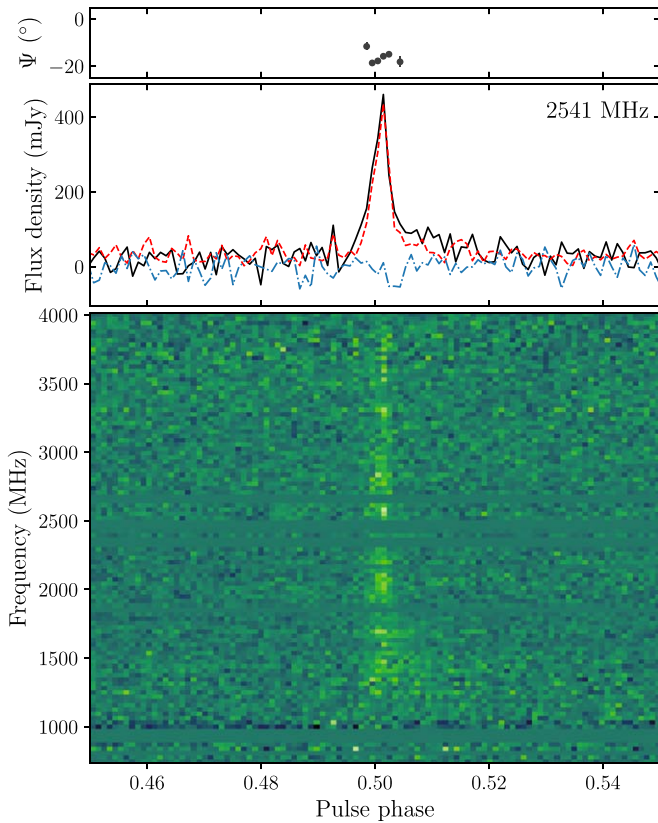 Ψ (°)
0
−20
2541 MHz
Flux density (mJy)
400
200
0
Frequency (MHz)
4000
3500
3000
2500
2000
1500
1000
0.46 0.48 0.50 0.52 0.54
Pulse phase